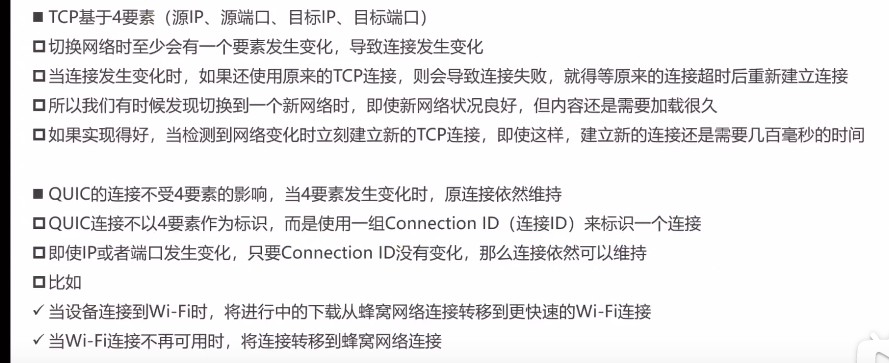 ■ TCP基于4要素（源IP、源端口、目标IP、目标端口）
□ 切换网络时至少会有一个要素发生变化，导致连接发生变化
□ 当连接发生变化时，如果还使用原来的TCP连接，则会导致连接失败，就得等原来的连接超时后重新建立连接
□ 所以我们有时候发现切换到一个新网络时，即使新网络状况良好，但内容还是需要加载很久
□ 如果实现得好，当检测到网络变化时立刻建立新的TCP连接，即使这样，建立新的连接还是需要几百毫秒的时间
■ QUIC的连接不受4要素的影响，当4要素发生变化时，原连接依然维持
□ QUIC连接不以4要素作为标识，而是使用一组Connection ID（连接ID）来标识一个连接
□ 即使IP或者端口发生变化，只要Connection ID没有变化，那么连接依然可以维持
□ 比如
✓ 当设备连接到Wi-Fi时，将进行中的下载从蜂窝网络连接转移到更快速的Wi-Fi连接
✓ 当Wi-Fi连接不再可用时，将连接转移到蜂窝网络连接